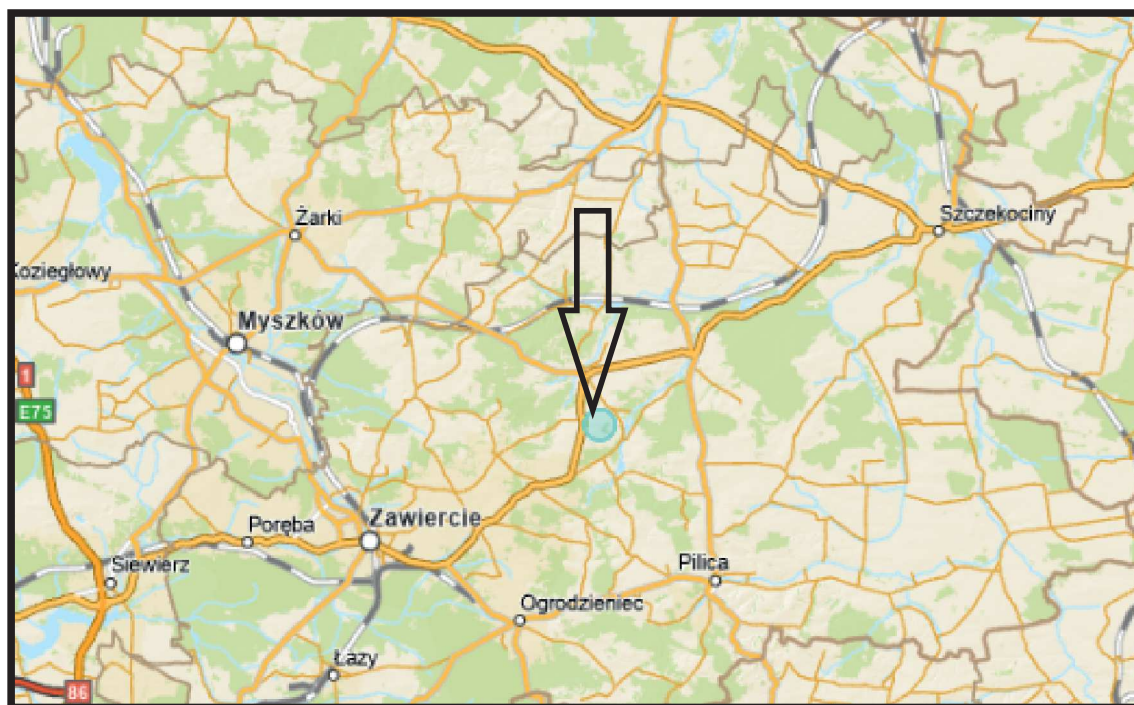 Szczekociny
Żarki
Koziegłowy
Myszków
1
E75
Poręba
Zawiercie
Siewierz
Pilica
Ogrodzieniec
Łazy
86